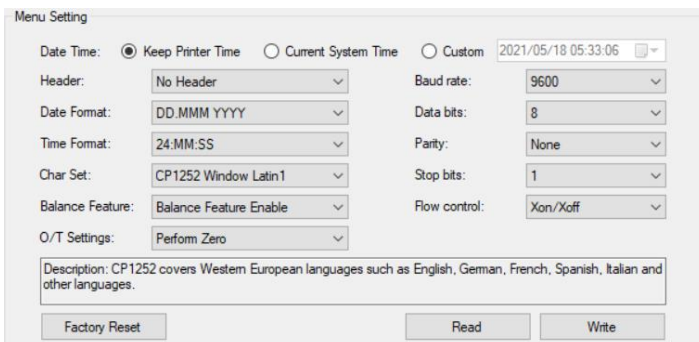 Menu Setting
Date Time: Keep Printer Time Current System Time Custom 2021/05/18 05:33:06
Header: No Header Baud rate: 9600
Date Format: DD.MMM YYYY Data bits: 8
Time Format: 24:MM:SS Parity: None
Char Set: CP1252 Window Latin1 Stop bits: 1
Balance Feature: Balance Feature Enable Flow control: Xon/Xoff
O/T Settings: Perform Zero
Description: CP1252 covers Western European languages such as English, German, French, Spanish, Italian and
other languages.
Factory Reset Read Write